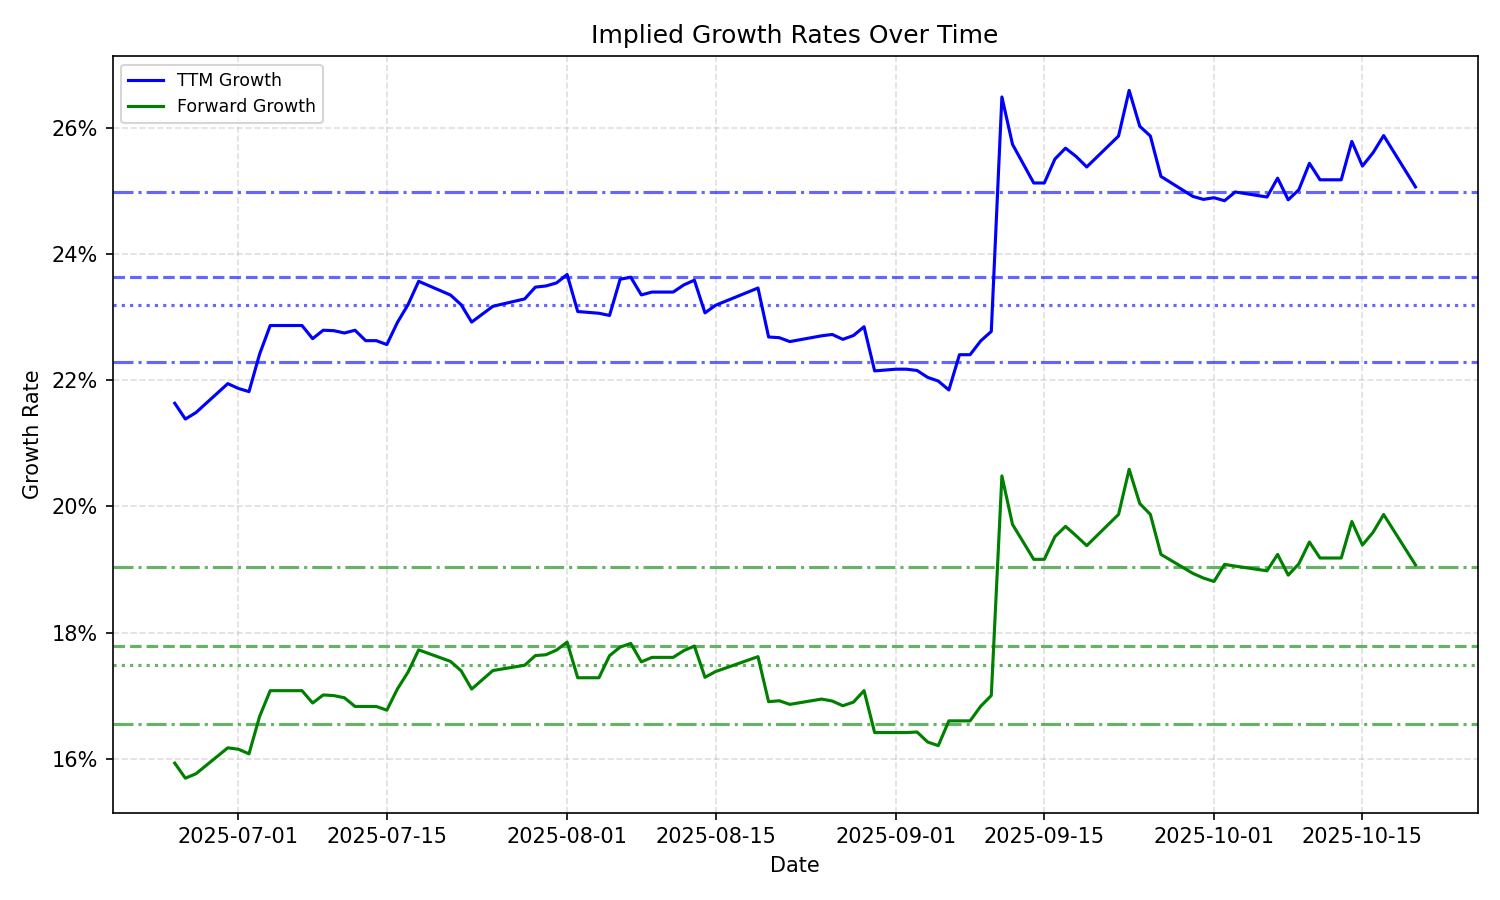 Implied Growth Rates Over Time
TTM Growth
Forward Growth
26%
24%
22%
20%
18%
16%
Growth Rate
2025-07-01 2025-07-15 2025-08-01 2025-08-15 2025-09-01 2025-09-15 2025-10-01 2025-10-15
Date